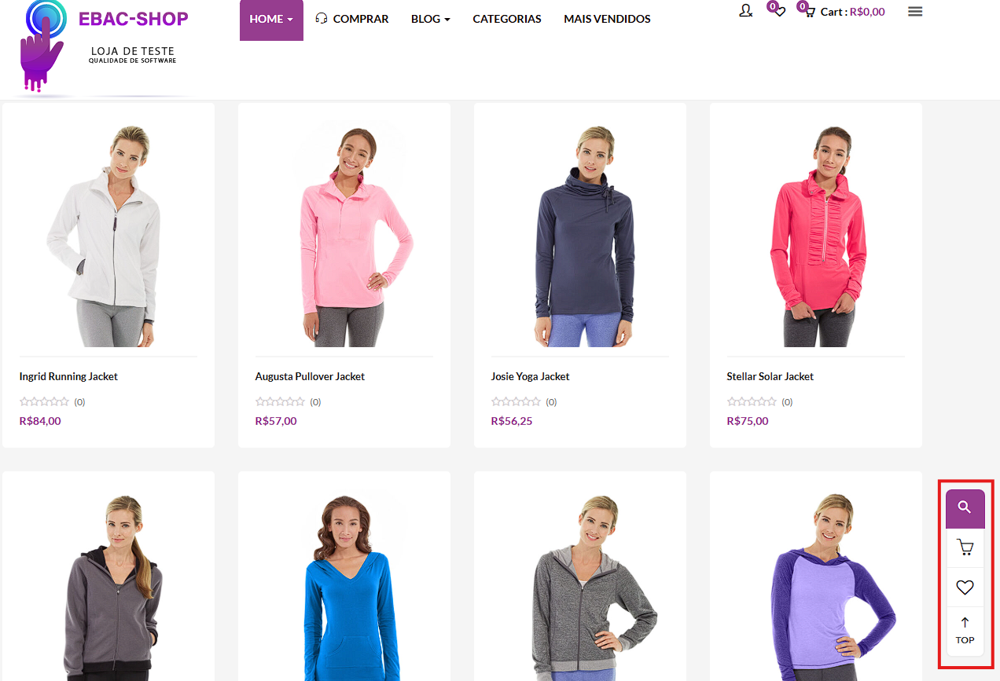 EBAC-SHOP
LOJA DE TESTE
QUALIDADE DE SOFTWARE
HOME COMPRAR BLOG CATEGORIAS MAIS VENDIDOS
0 0 Cart : R$0,00
Ingrid Running Jacket
(0)
R$84,00
Augusta Pullover Jacket
(0)
R$57,00
Josie Yoga Jacket
(0)
R$56,25
Stellar Solar Jacket
(0)
R$75,00
TOP